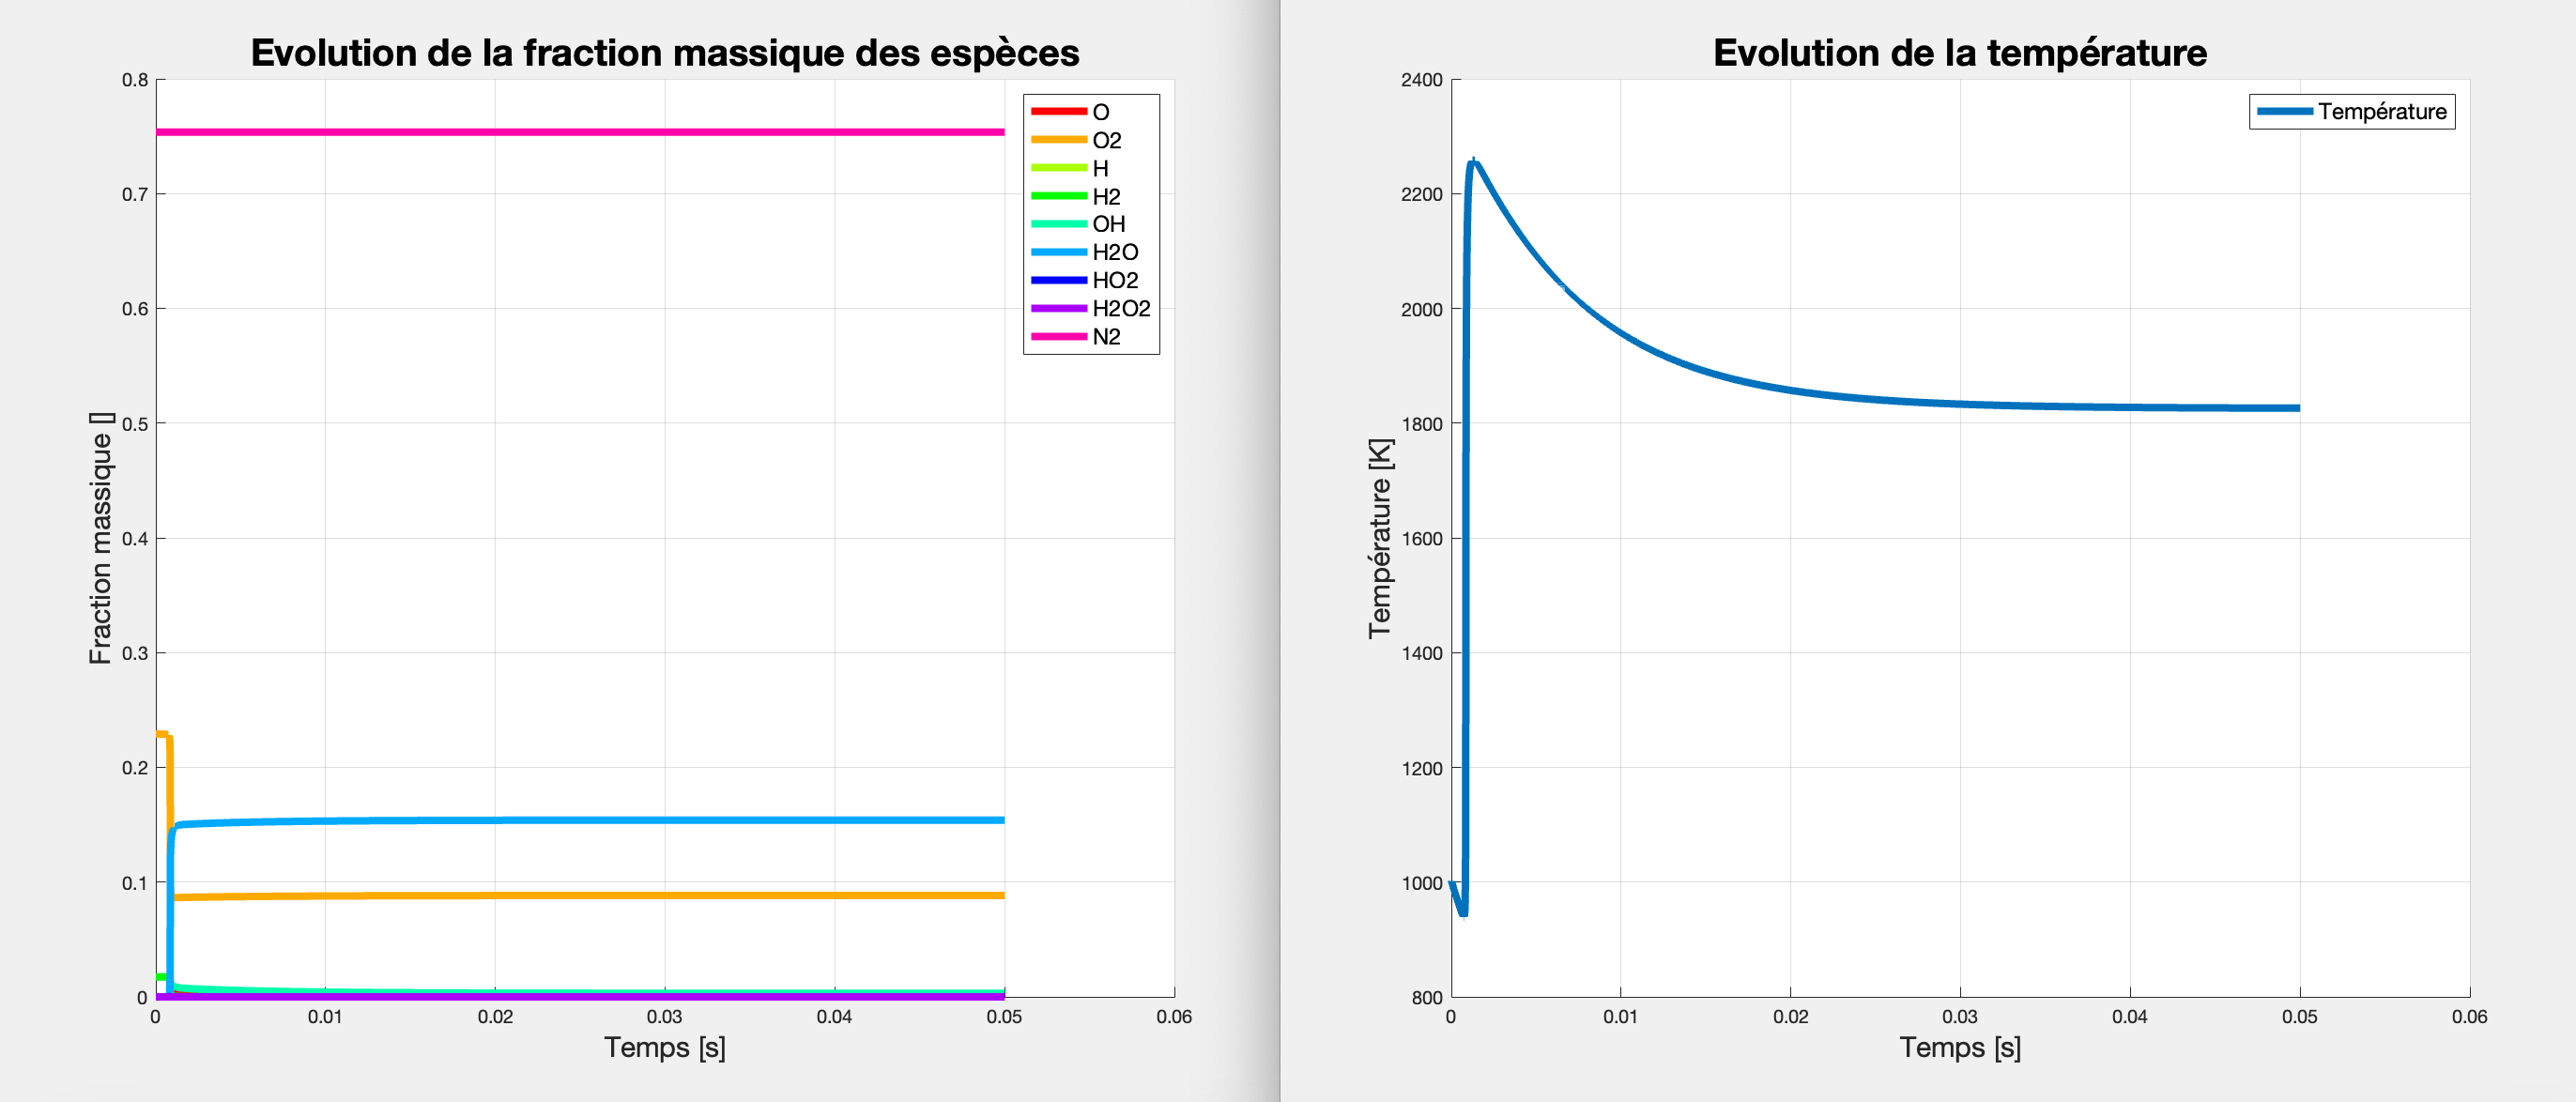 Evolution de la fraction massique des espèces
0.8
0.7
0.6
0.5
0.4
0.3
0.2
0.1
0
Fraction massique []
O
O2
H
H2
OH
H2O
HO2
H2O2
N2
0 0.01 0.02 0.03 0.04 0.05 0.06
Temps [s]
Evolution de la température
2400
2200
2000
1800
1600
1400
1200
1000
800
Température [K]
Température
0 0.01 0.02 0.03 0.04 0.05 0.06
Temps [s]